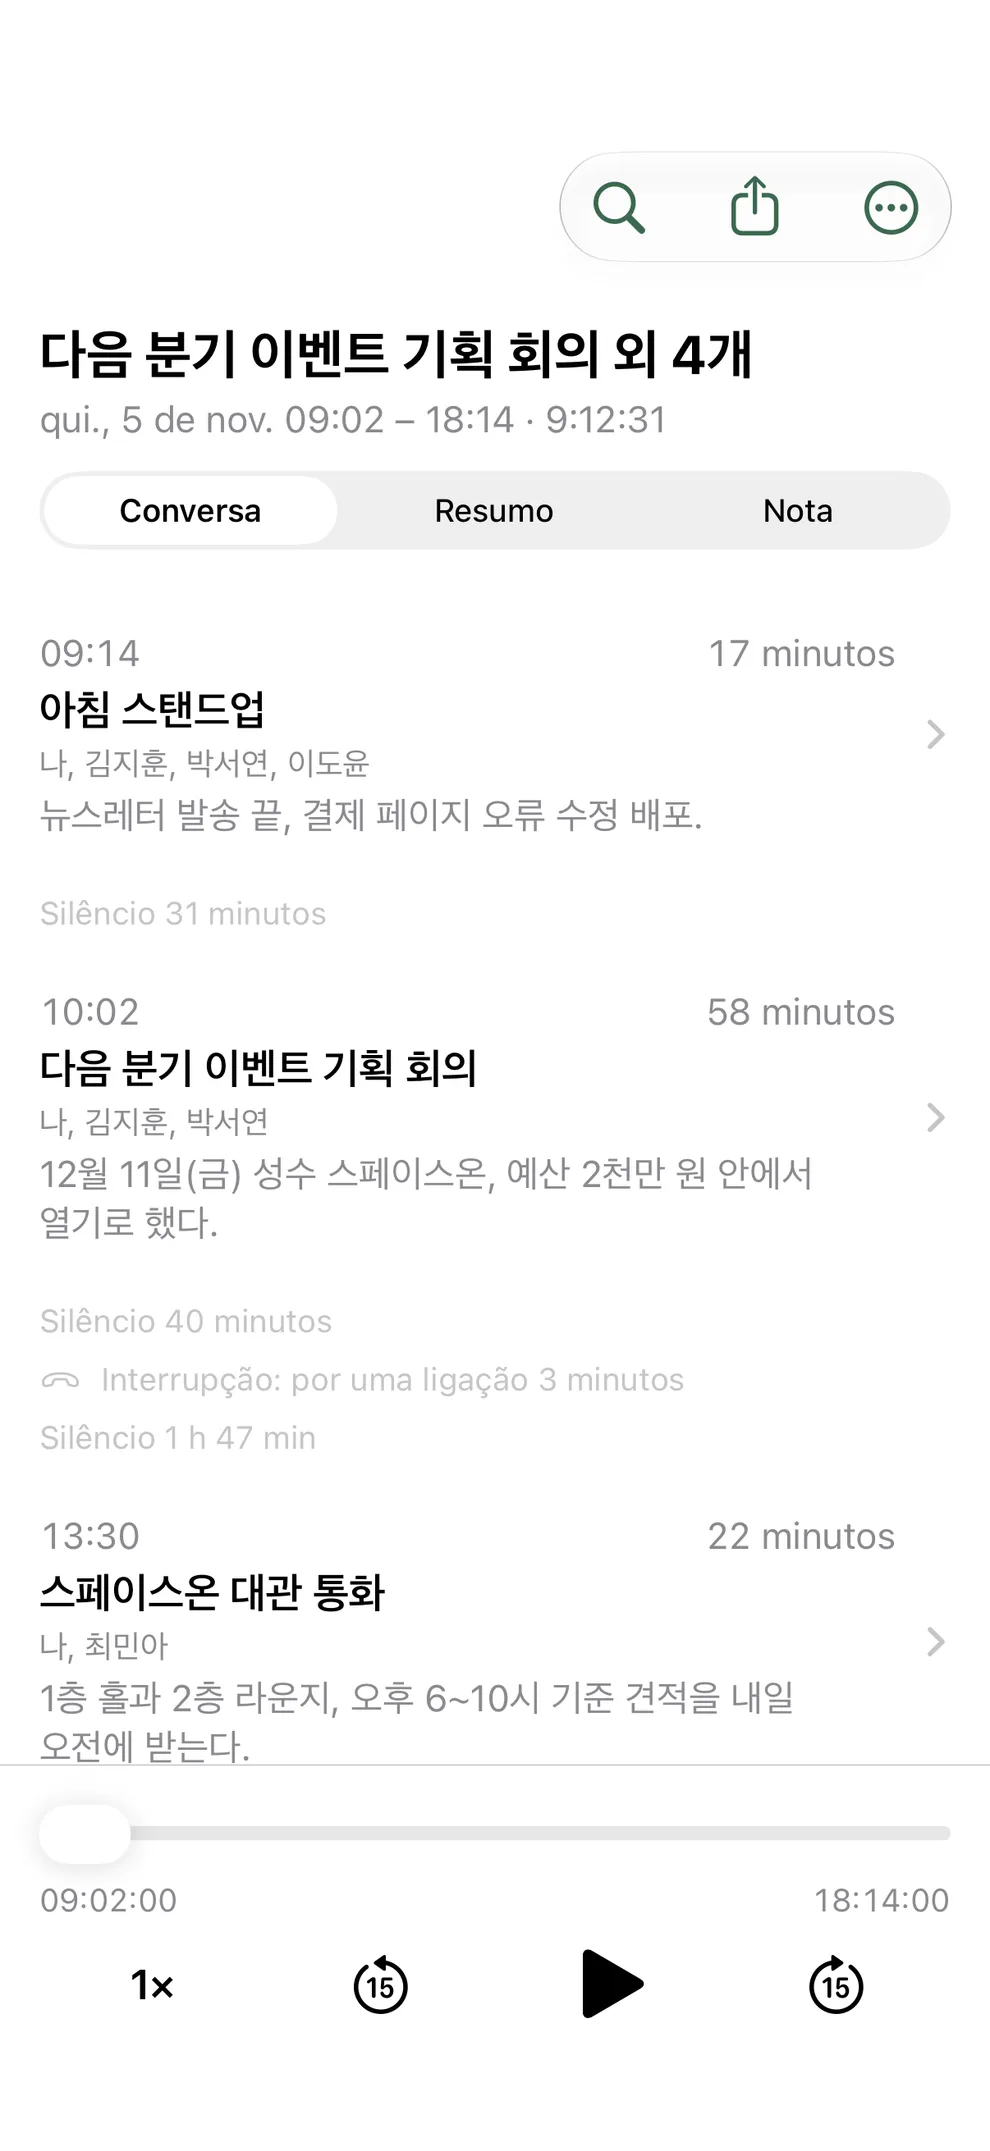 다음 분기 이벤트 기획 회의 외 4개
qui., 5 de nov. 09:02 – 18:14 · 9:12:31
Conversa
Resumo
Nota
09:14
17 minutos
아침 스탠드업
나, 김지훈, 박서연, 이도윤
뉴스레터 발송 끝, 결제 페이지 오류 수정 배포.
Silêncio 31 minutos
10:02
58 minutos
다음 분기 이벤트 기획 회의
나, 김지훈, 박서연
12월 11일(금) 성수 스페이스온, 예산 2천만 원 안에서
열기로 했다.
Silêncio 40 minutos
Interrupção: por uma ligação 3 minutos
Silêncio 1 h 47 min
13:30
22 minutos
스페이스온 대관 통화
나, 최민아
1층 홀과 2층 라운지, 오후 6~10시 기준 견적을 내일
오전에 받는다.
09:02:00
18:14:00
1×
15
15